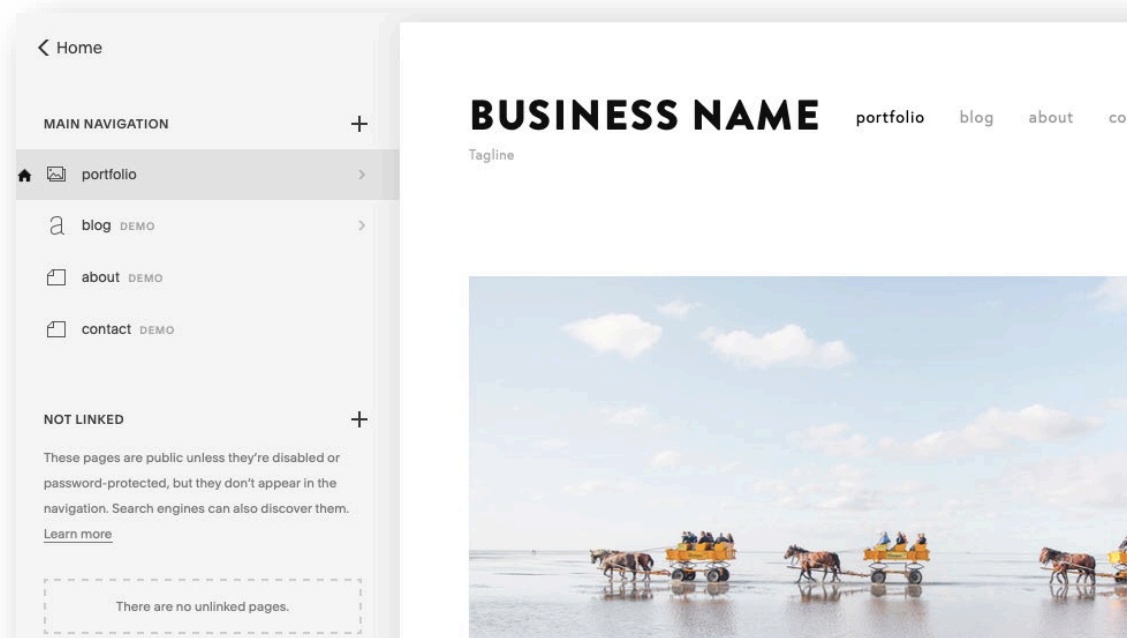 Home
MAIN NAVIGATION
portfolio
blog DEMO
about DEMO
contact DEMO
NOT LINKED
These pages are public unless they're disabled or
password-protected, but they don't appear in the
navigation. Search engines can also discover them.
Learn more
There are no unlinked pages.
BUSINESS NAME portfolio blog about co
Tagline